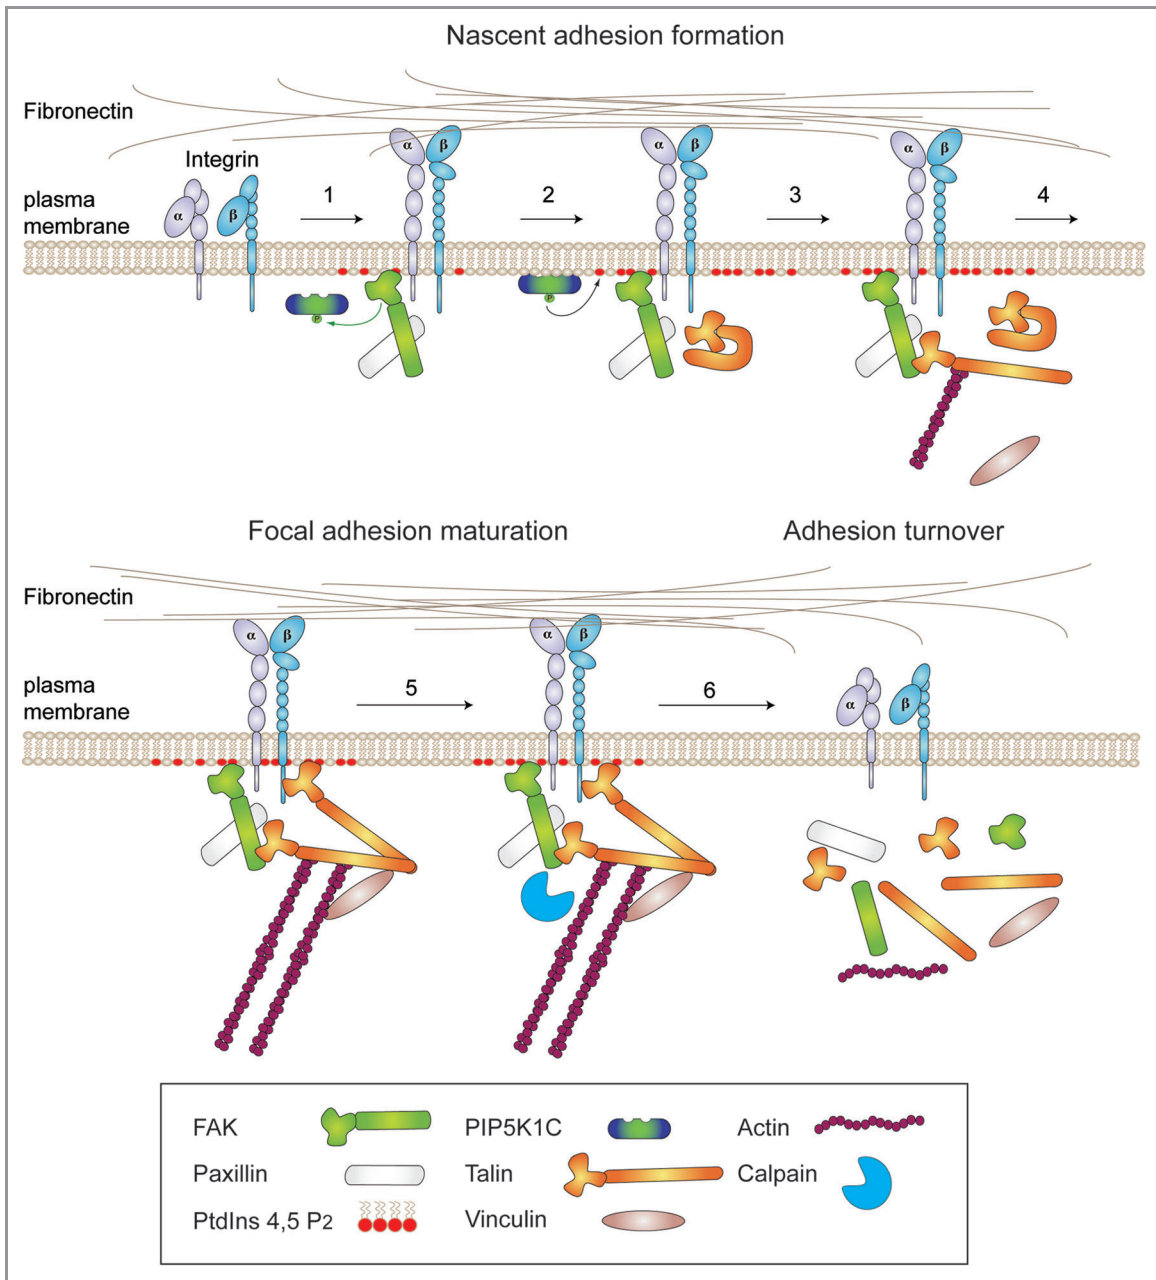 Nascent adhesion formation
Fibronectin
Integrin
plasma
membrane
α β
1
P
α β
2
P
α β
3
α β
4
Focal adhesion maturation
Adhesion turnover
Fibronectin
plasma
membrane
α β
5
α β
6
α β
FAK
PIP5K1C
Actin
Paxillin
Talin
Calpain
PtdIns 4,5 P2
Vinculin